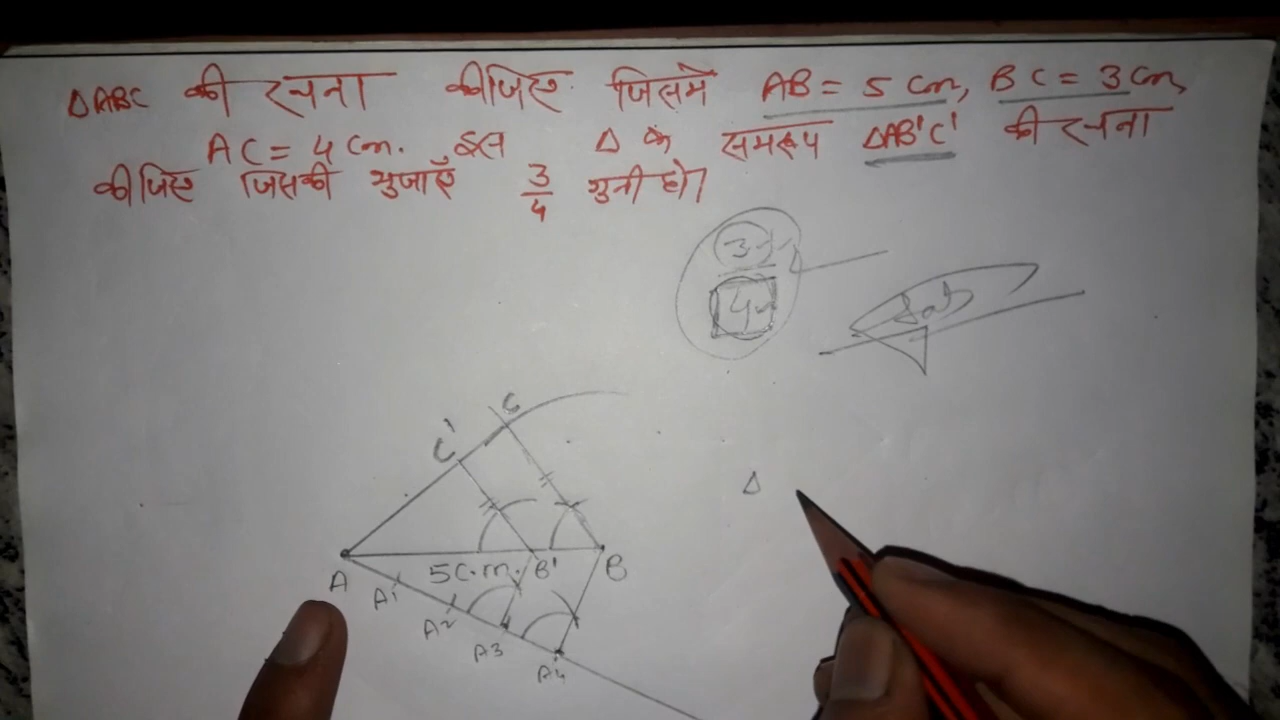 ΔABC की रचना कीजिए जिसमे AB = 5 cm, BC = 3 cm
AC = 4 cm. इस Δ के समरूप ΔAB'C' की रचना
कीजिए जिसकी भुजाएँ 3/4 गुनी हो।
3
4
C
C'
Δ
A 5c.m. B' B
A1
A2
A3
A4